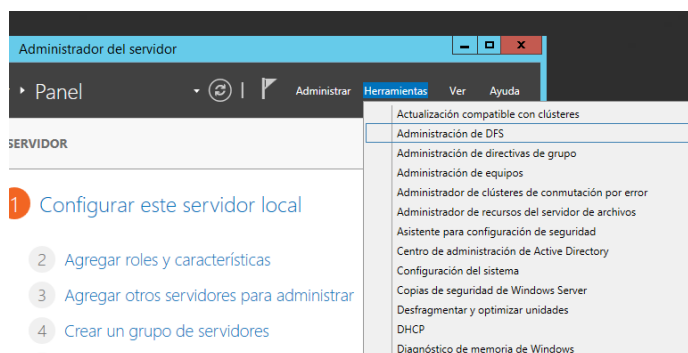 Administrador del servidor
Panel
Administrar Herramientas Ver Ayuda
SERVIDOR
1 Configurar este servidor local
2 Agregar roles y características
3 Agregar otros servidores para administrar
4 Crear un grupo de servidores
Actualización compatible con clústeres
Administración de DFS
Administración de directivas de grupo
Administración de equipos
Administrador de clústeres de conmutación por error
Administrador de recursos del servidor de archivos
Asistente para configuración de seguridad
Centro de administración de Active Directory
Configuración del sistema
Copias de seguridad de Windows Server
Desfragmentar y optimizar unidades
DHCP
Diagnóstico de memoria de Windows